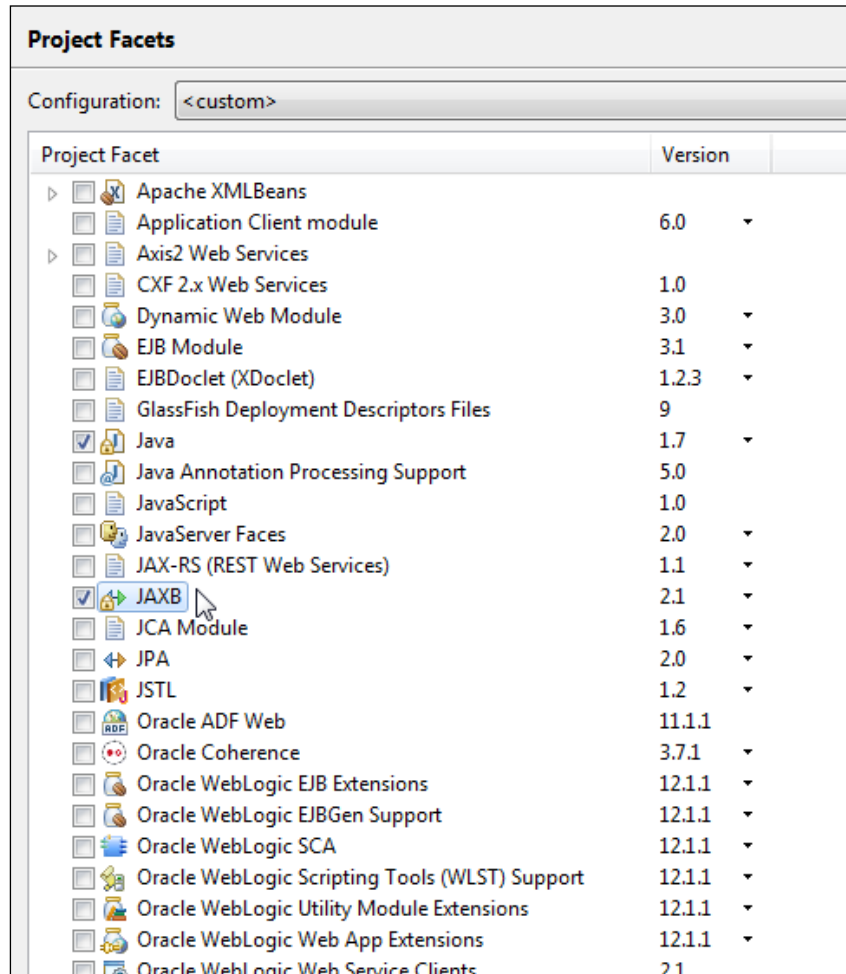 Project Facets
Configuration: <custom>
Project Facet Version
Apache XMLBeans
Application Client module 6.0
Axis2 Web Services
CXF 2.x Web Services 1.0
Dynamic Web Module 3.0
EJB Module 3.1
EJBDoclet (XDoclet) 1.2.3
GlassFish Deployment Descriptors Files 9
Java 1.7
Java Annotation Processing Support 5.0
JavaScript 1.0
JavaServer Faces 2.0
JAX-RS (REST Web Services) 1.1
JAXB 2.1
JCA Module 1.6
JPA 2.0
JSTL 1.2
Oracle ADF Web 11.1.1
Oracle Coherence 3.7.1
Oracle WebLogic EJB Extensions 12.1.1
Oracle WebLogic EJBGen Support 12.1.1
Oracle WebLogic SCA 12.1.1
Oracle WebLogic Scripting Tools (WLST) Support 12.1.1
Oracle WebLogic Utility Module Extensions 12.1.1
Oracle WebLogic Web App Extensions 12.1.1
Oracle WebLogic Web Service Clients 2.1